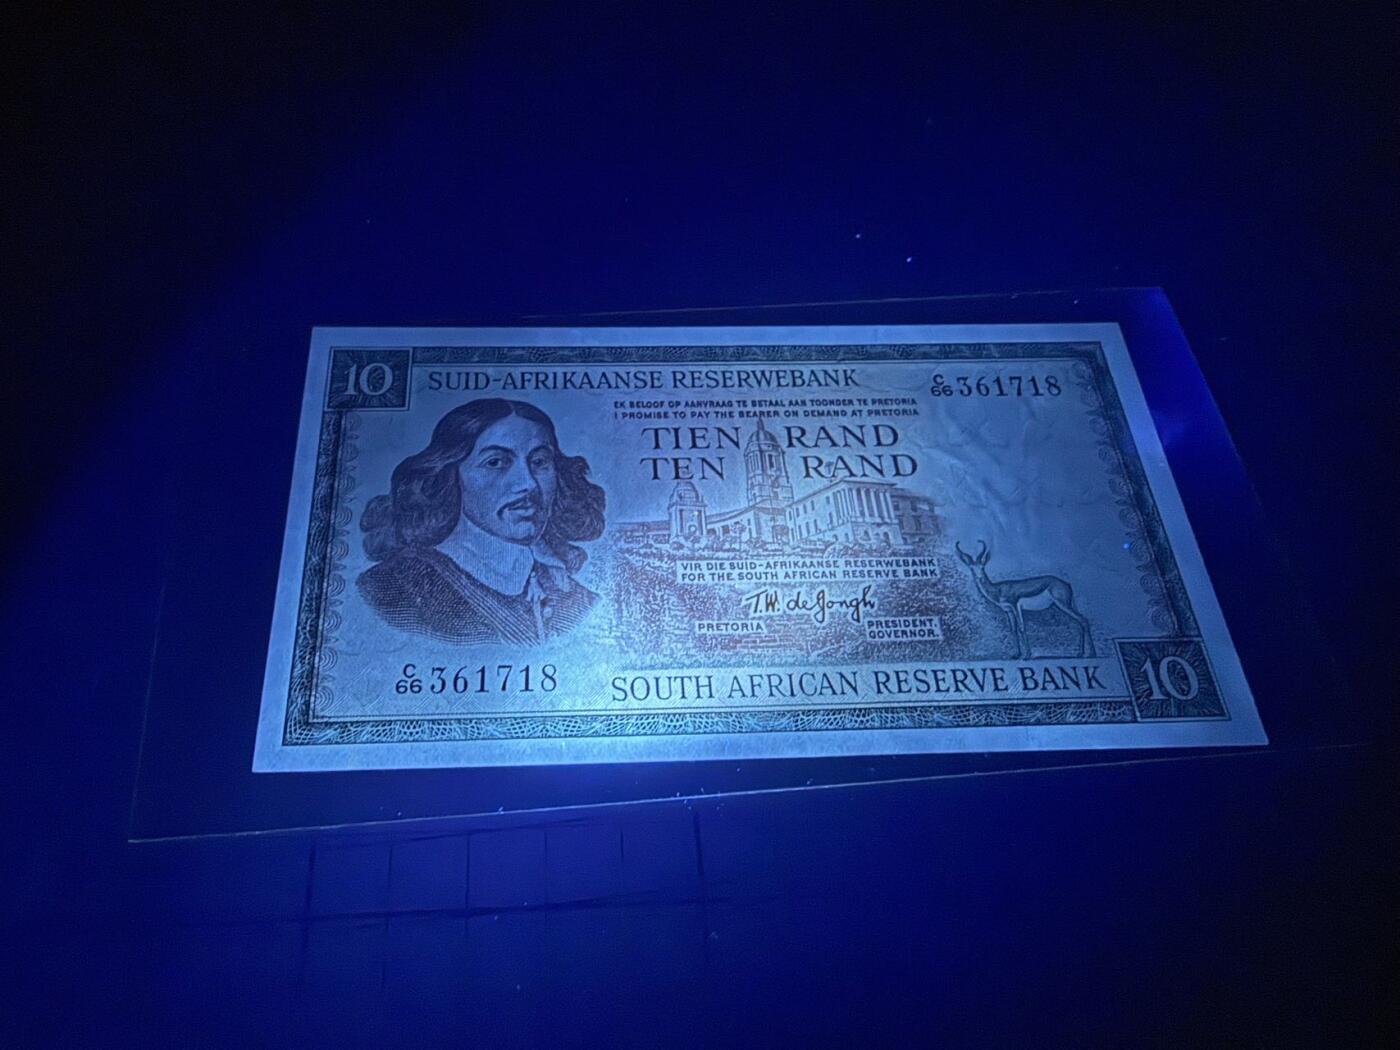 10
SUID-AFRIKAANSE RESERWEBANK
C/66 361718
EK BELOOF OP AANVRAAG TE BETAAL AAN TOONDER TE PRETORIA
I PROMISE TO PAY THE BEARER ON DEMAND AT PRETORIA
TIEN RAND
TEN RAND
VIR DIE SUID-AFRIKAANSE RESERWEBANK
FOR THE SOUTH AFRICAN RESERVE BANK
T.W. de Jongh
PRETORIA
PRESIDENT.
GOVERNOR.
C/66 361718
SOUTH AFRICAN RESERVE BANK
10